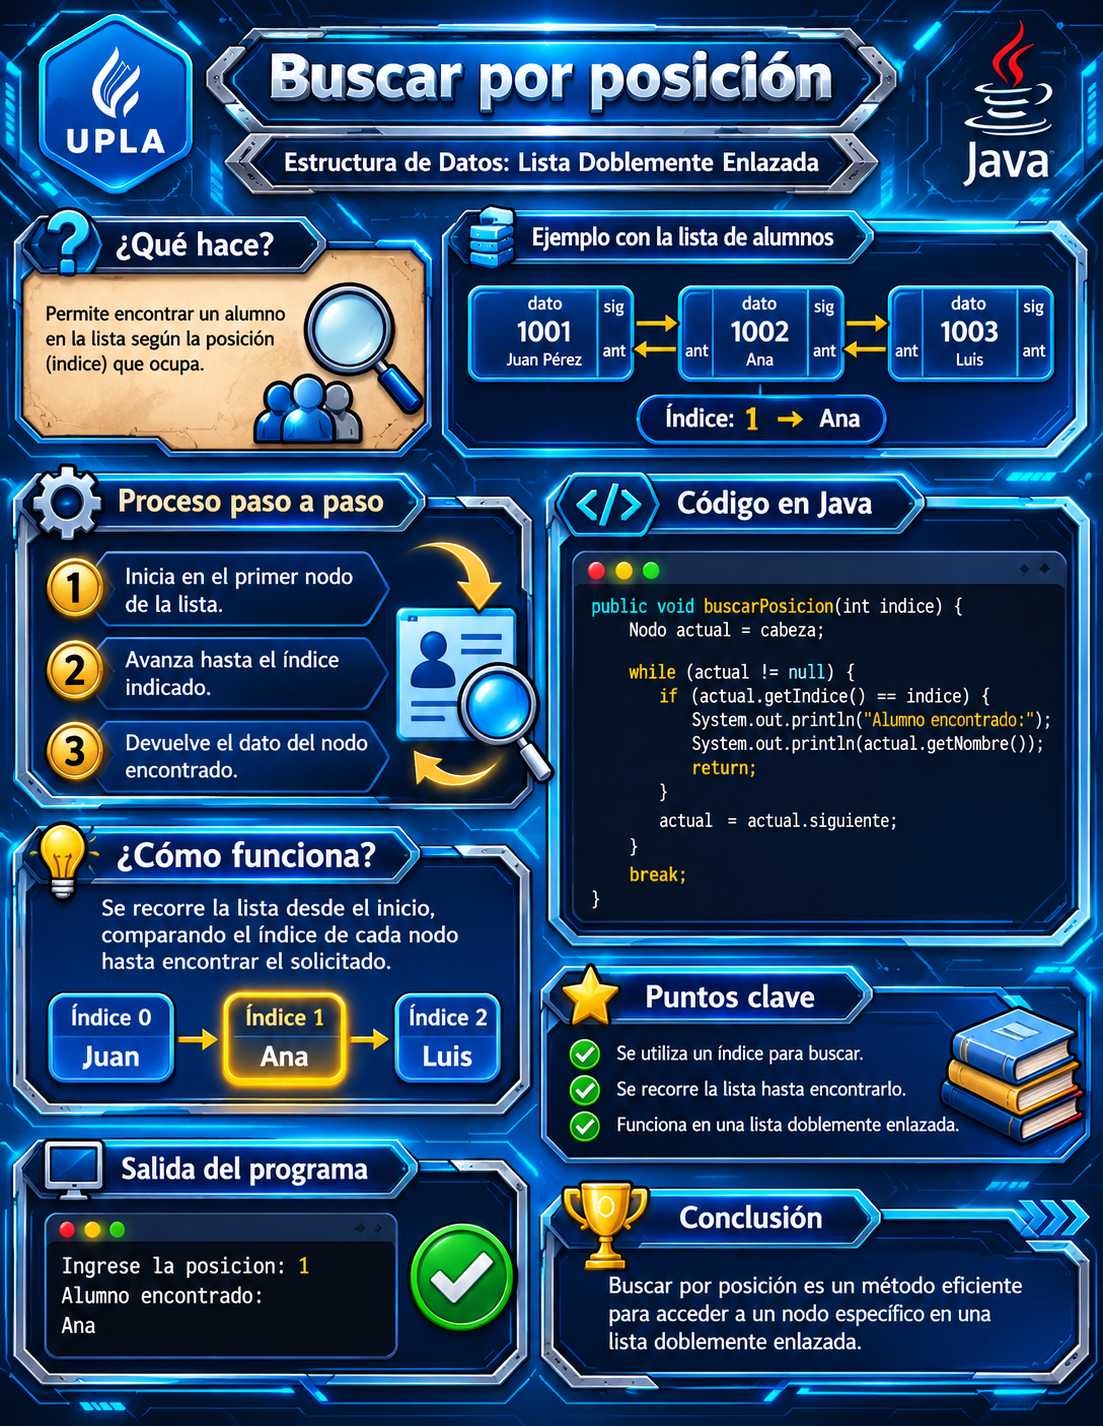 UPLA
Buscar por posición
Estructura de Datos: Lista Doblemente Enlazada
Java
¿Qué hace?
Permite encontrar un alumno
en la lista según la posición
(índice) que ocupa.
Ejemplo con la lista de alumnos
dato
1001
Juan Pérez
sig
ant
ant
dato
1002
Ana
sig
ant
ant
dato
1003
Luis
sig
ant
Índice: 1 → Ana
Proceso paso a paso
1
Inicia en el primer nodo
de la lista.
2
Avanza hasta el índice
indicado.
3
Devuelve el dato del nodo
encontrado.
</> Código en Java
public void buscarPosicion(int indice) {
Nodo actual = cabeza;
while (actual != null) {
if (actual.getIndice() == indice) {
System.out.println("Alumno encontrado:");
System.out.println(actual.getNombre());
return;
}
actual = actual.siguiente;
}
break;
}
¿Cómo funciona?
Se recorre la lista desde el inicio,
comparando el índice de cada nodo
hasta encontrar el solicitado.
Índice 0
Juan
Índice 1
Ana
Índice 2
Luis
Puntos clave
Se utiliza un índice para buscar.
Se recorre la lista hasta encontrarlo.
Funciona en una lista doblemente enlazada.
Salida del programa
Ingrese la posicion: 1
Alumno encontrado:
Ana
Conclusión
Buscar por posición es un método eficiente
para acceder a un nodo específico en una
lista doblemente enlazada.